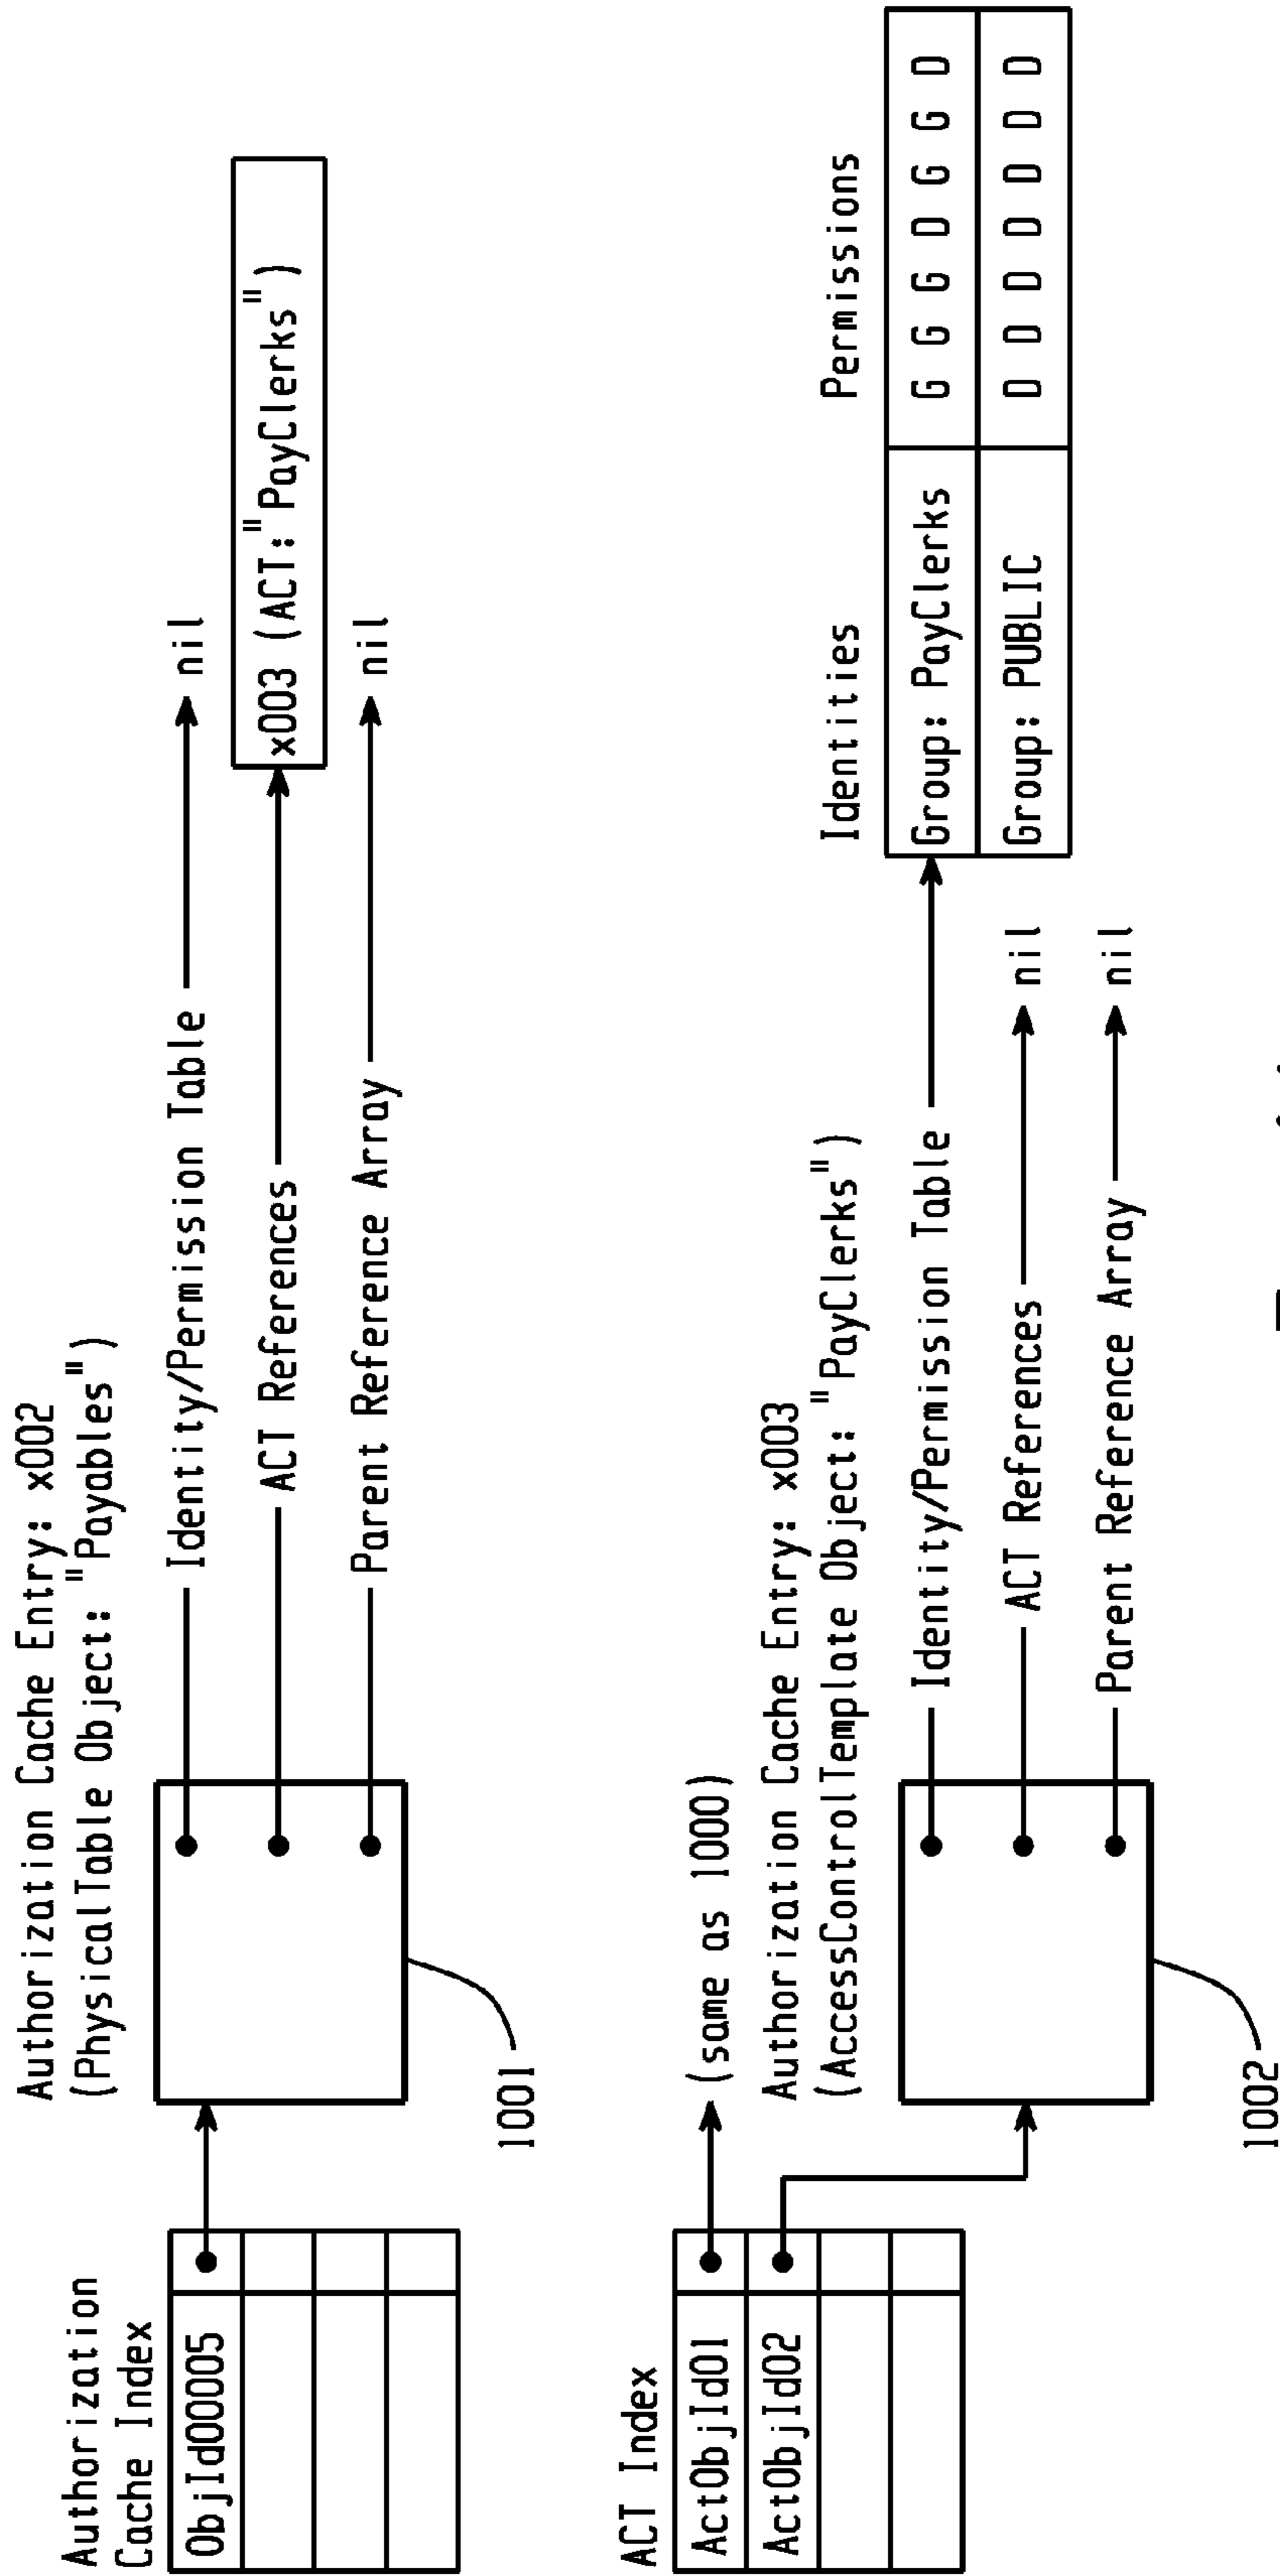 Authorization
Cache Index
ObjId00005
Authorization Cache Entry: x002
(PhysicalTable Object: "Payables")
Identity/Permission Table
nil
ACT References
x003 (ACT:"PayClerks")
Parent Reference Array
nil
1001
ACT Index
ActObjId01
ActObjId02
(same as 1000)
Authorization Cache Entry: x003
(AccessControlTemplate Object: "PayClerks")
Identity/Permission Table
ACT References
nil
Parent Reference Array
nil
1002
Identities Permissions
Group: PayClerks G G G D G G D
Group: PUBLIC D D D D D D D